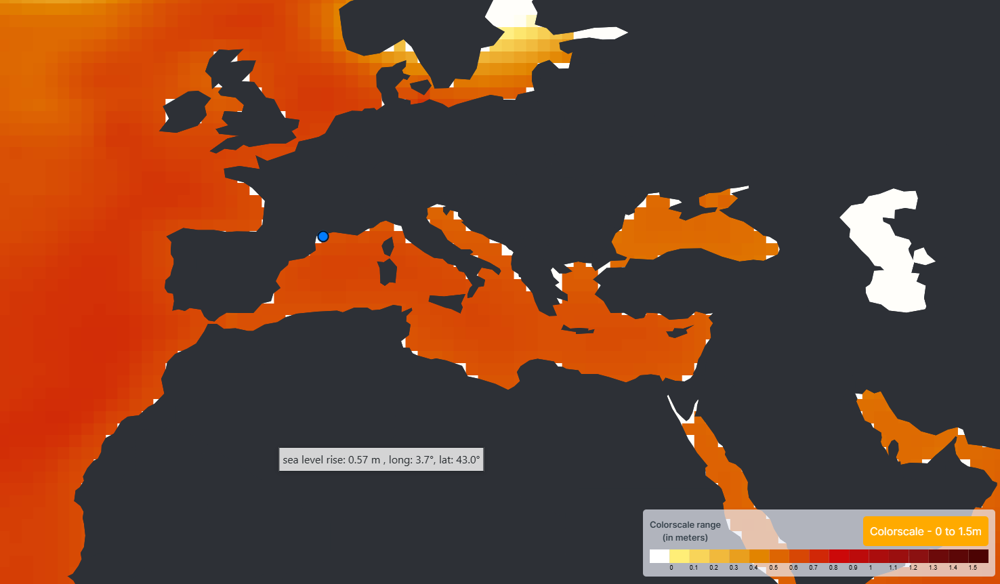 sea level rise: 0.57 m , long: 3.7°, lat: 43.0°
Colorscale range
(in meters)
Colorscale - 0 to 1.5m
0 0.1 0.2 0.3 0.4 0.5 0.6 0.7 0.8 0.9 1 1.1 1.2 1.3 1.4 1.5